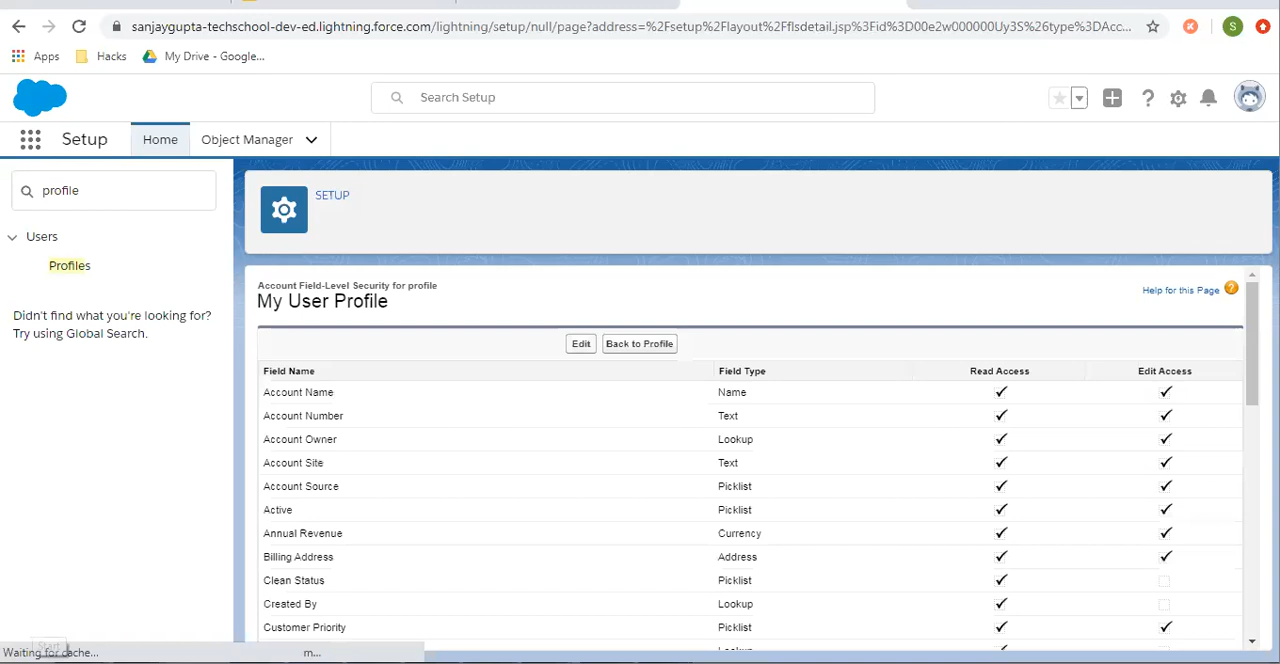 sanjaygupta-techschool-dev-ed.lightning.force.com/lightning/setup/null/page?address=%2Fsetup%2Flayout%2Fflsdetail.jsp%3Fid%3D00e2w000000Uy3S%26type%3DAcc...
S
Apps Hacks My Drive - Google...
Search Setup
Setup Home Object Manager
profile
Users
Profiles
Didn't find what you're looking for?
Try using Global Search.
SETUP
Account Field-Level Security for profile
My User Profile
Help for this Page ?
Edit Back to Profile
Field Name Field Type Read Access Edit Access
Account Name Name
Account Number Text
Account Owner Lookup
Account Site Text
Account Source Picklist
Active Picklist
Annual Revenue Currency
Billing Address Address
Clean Status Picklist
Created By Lookup
Customer Priority Picklist
Start
Waiting for cache... m...